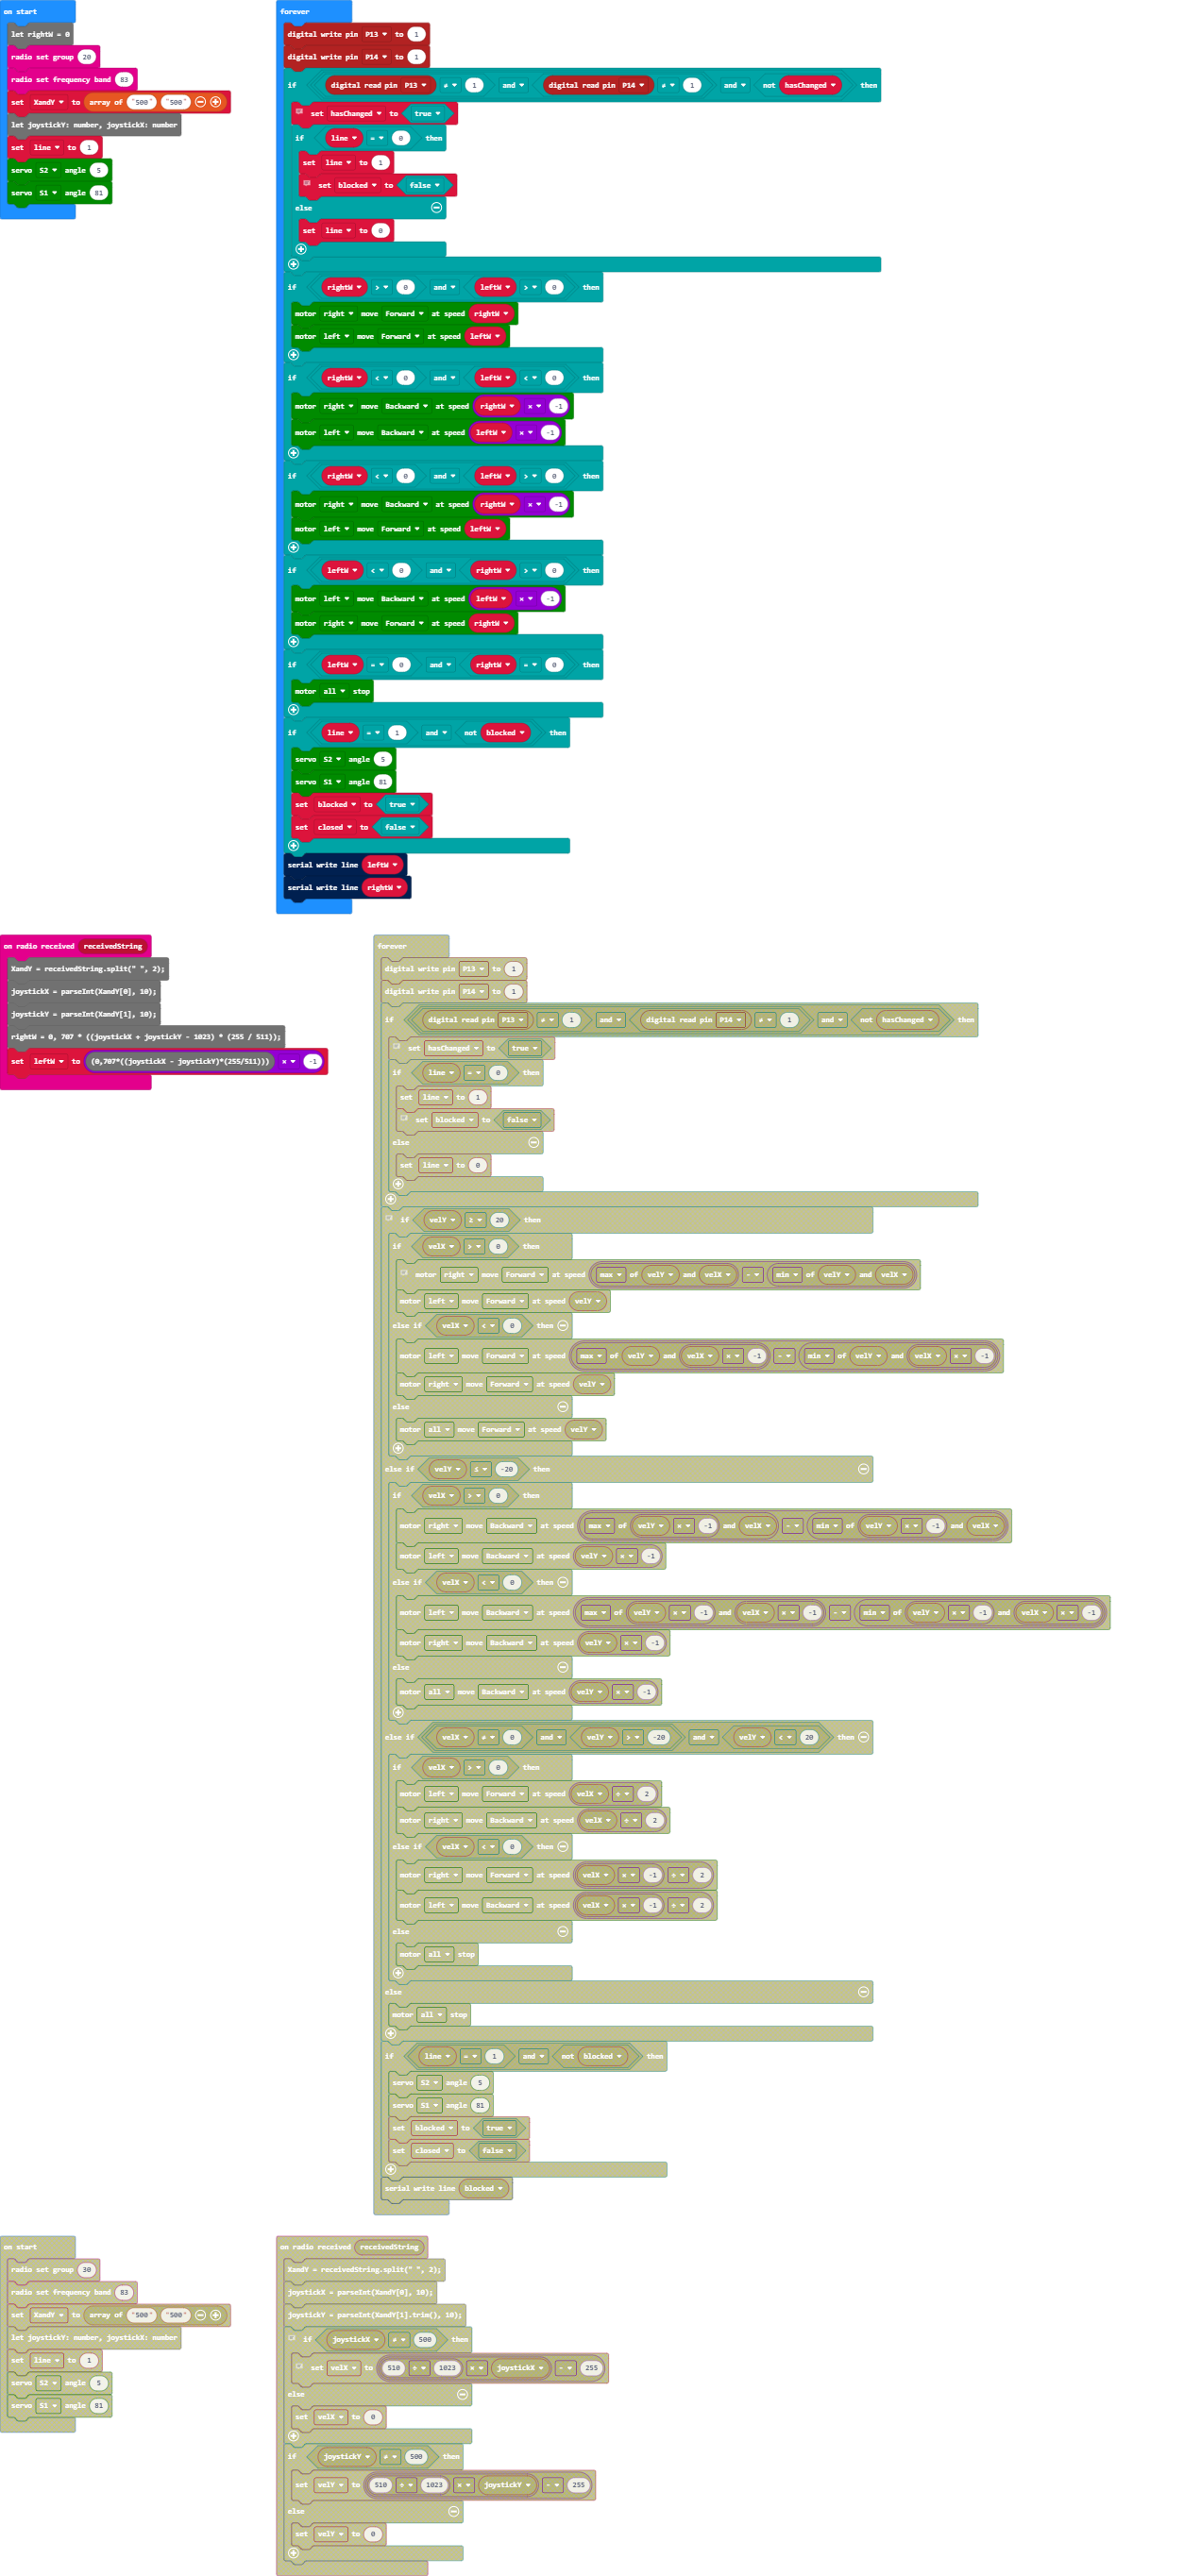 on start
let rightW = 0
radio set group 20
radio set frequency band 83
set XandY to array of "500" "500"
let joystickY: number, joystickX: number
set line to 1
servo S2 angle 5
servo S1 angle 81
forever
digital write pin P13 to 1
digital write pin P14 to 1
if digital read pin P13 ≠ 1 and digital read pin P14 ≠ 1 and not hasChanged then
set hasChanged to true
if line = 0 then
set line to 1
set blocked to false
else
set line to 0
if rightW > 0 and leftW > 0 then
motor right move Forward at speed rightW
motor left move Forward at speed leftW
if rightW < 0 and leftW < 0 then
motor right move Backward at speed rightW × -1
motor left move Backward at speed leftW × -1
if rightW < 0 and leftW > 0 then
motor right move Backward at speed rightW × -1
motor left move Forward at speed leftW
if leftW < 0 and rightW > 0 then
motor left move Backward at speed leftW × -1
motor right move Forward at speed rightW
if leftW = 0 and rightW = 0 then
motor all stop
if line = 1 and not blocked then
servo S2 angle 5
servo S1 angle 81
set blocked to true
set closed to false
serial write line leftW
serial write line rightW
on radio received receivedString
XandY = receivedString.split(" ", 2);
joystickX = parseInt(XandY[0], 10);
joystickY = parseInt(XandY[1], 10);
rightW = 0, 707 * ((joystickX + joystickY - 1023) * (255 / 511));
set leftW to (0,707*((joystickX - joystickY)*(255/511))) × -1
forever
digital write pin P13 to 1
digital write pin P14 to 1
if digital read pin P13 ≠ 1 and digital read pin P14 ≠ 1 and not hasChanged then
set hasChanged to true
if line = 0 then
set line to 1
set blocked to false
else
set line to 0
if velY ≥ 20 then
if velX > 0 then
motor right move Forward at speed max of velY and velX - min of velY and velX
motor left move Forward at speed velY
else if velX < 0 then
motor left move Forward at speed max of velY and velX × -1 - min of velY and velX × -1
motor right move Forward at speed velY
else
motor all move Forward at speed velY
else if velY ≤ -20 then
if velX > 0 then
motor right move Backward at speed max of velY × -1 and velX - min of velY × -1 and velX
motor left move Backward at speed velY × -1
else if velX < 0 then
motor left move Backward at speed max of velY × -1 and velX × -1 - min of velY × -1 and velX × -1
motor right move Backward at speed velY × -1
else
motor all move Backward at speed velY × -1
else if velX ≠ 0 and velY > -20 and velY < 20 then
if velX > 0 then
motor left move Forward at speed velX ÷ 2
motor right move Backward at speed velX ÷ 2
else if velX < 0 then
motor right move Forward at speed velX × -1 ÷ 2
motor left move Backward at speed velX × -1 ÷ 2
else
motor all stop
else
motor all stop
if line = 1 and not blocked then
servo S2 angle 5
servo S1 angle 81
set blocked to true
set closed to false
serial write line blocked
on start
radio set group 30
radio set frequency band 83
set XandY to array of "500" "500"
let joystickY: number, joystickX: number
set line to 1
servo S2 angle 5
servo S1 angle 81
on radio received receivedString
XandY = receivedString.split(" ", 2);
joystickX = parseInt(XandY[0], 10);
joystickY = parseInt(XandY[1].trim(), 10);
if joystickX ≠ 500 then
set velX to 510 ÷ 1023 × joystickX - 255
else
set velX to 0
if joystickY ≠ 500 then
set velY to 510 ÷ 1023 × joystickY - 255
else
set velY to 0